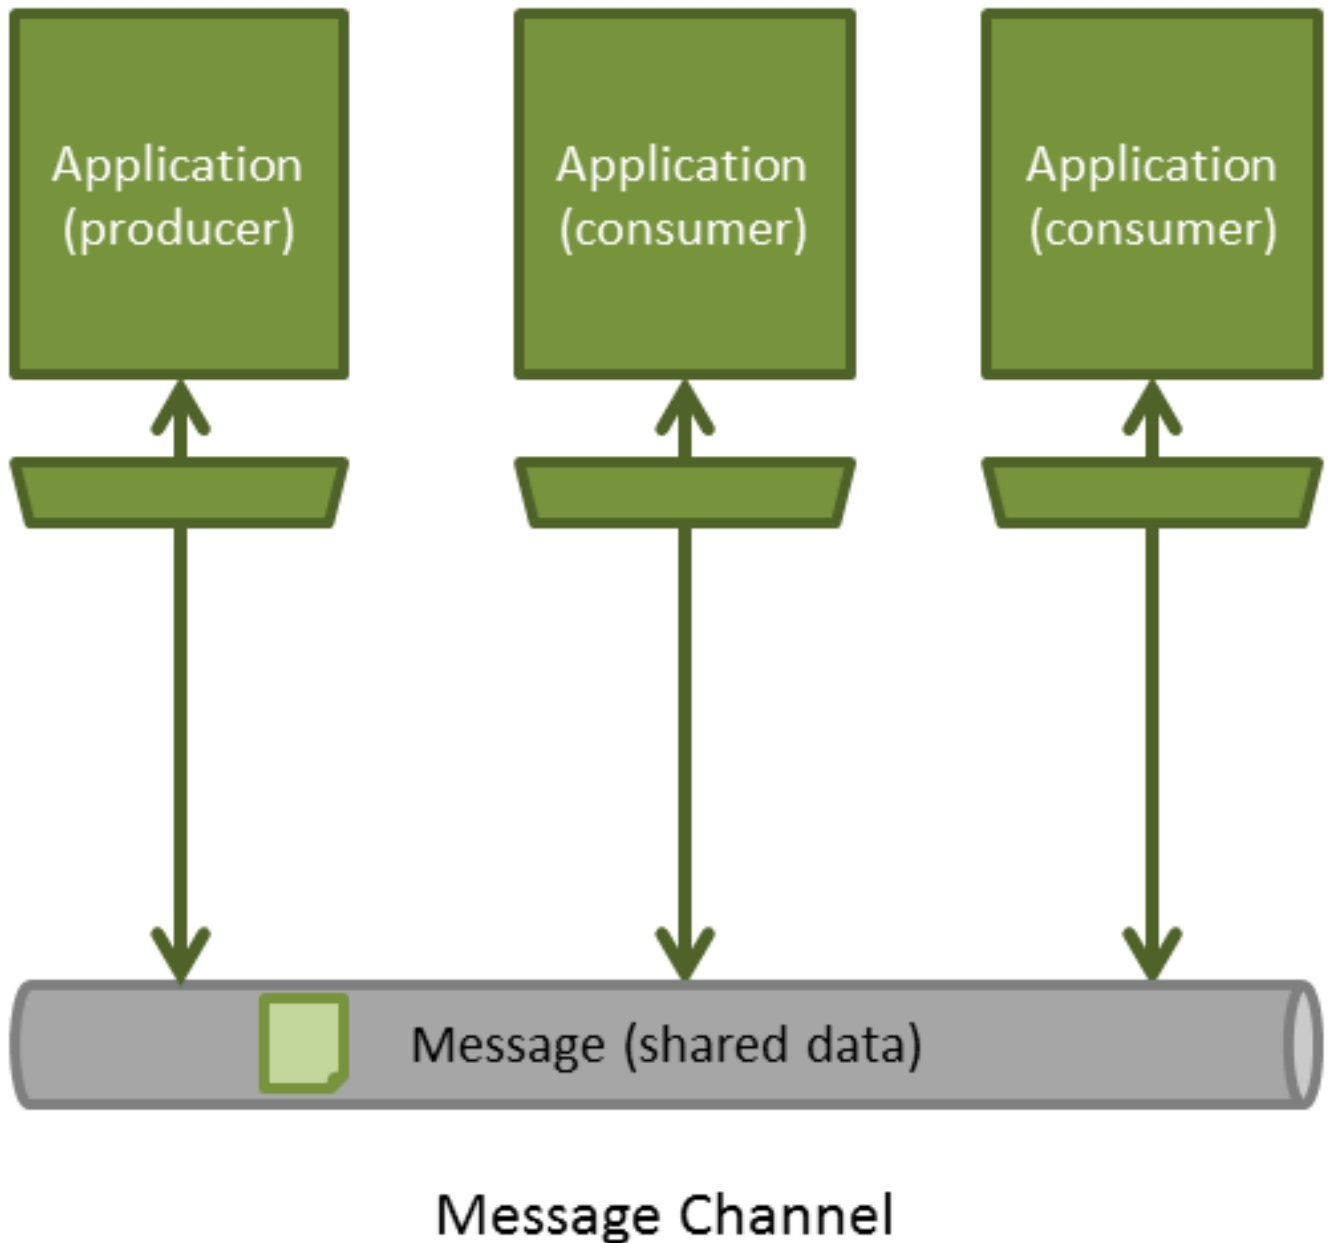 Application
(producer)
Application
(consumer)
Application
(consumer)
Message (shared data)
Message Channel